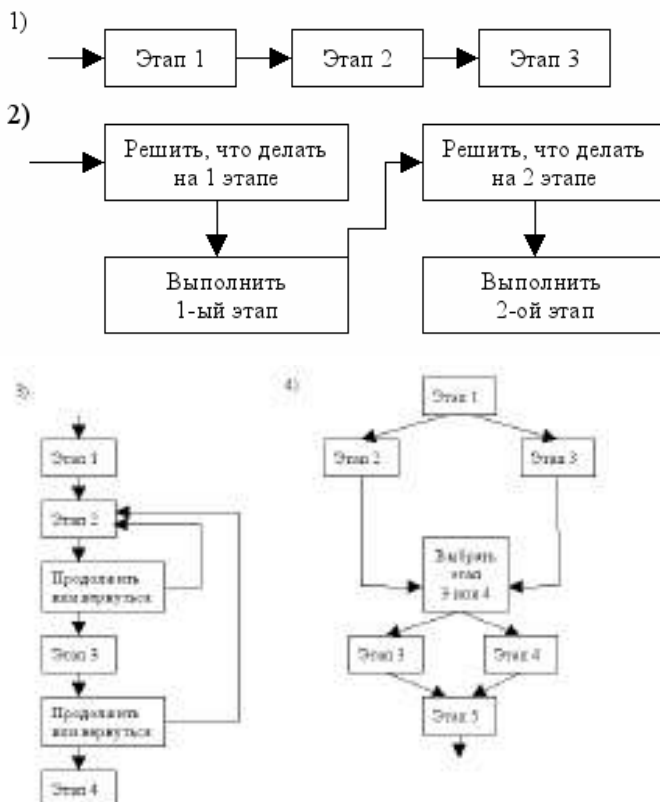 1)
Этап 1
Этап 2
Этап 3
2)
Решить, что делать
на 1 этапе
Решить, что делать
на 2 этапе
Выполнить
1-ый этап
Выполнить
2-ой этап
3)
Этап 1
Этап 2
Продолжить
или вернуться
Этап 3
Продолжить
или вернуться
Этап 4
4)
Этап 1
Этап 2
Этап 3
Выбрать
этап
3 или 4
Этап 3
Этап 4
Этап 5